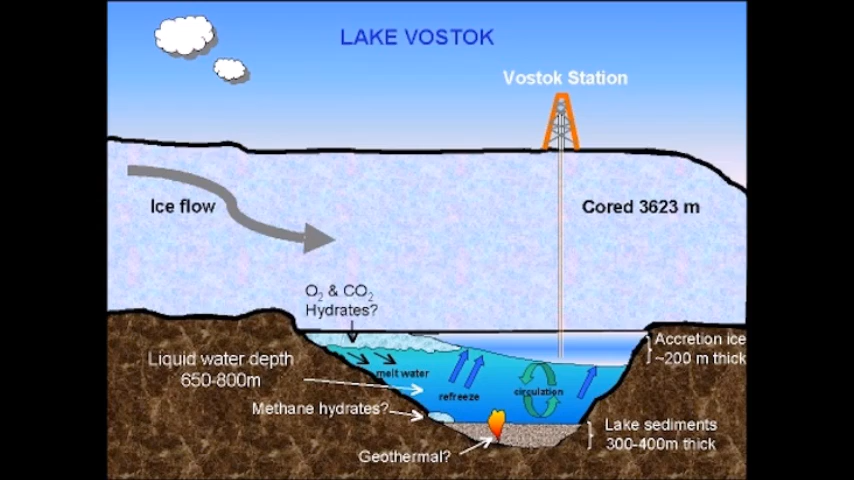 LAKE VOSTOK
Vostok Station
Ice flow
Cored 3623 m
O2 & CO2
Hydrates?
Accretion ice
~200 m thick
Liquid water depth
650-800m
melt water
refreeze
circulation
Methane hydrates?
Lake sediments
300-400m thick
Geothermal?